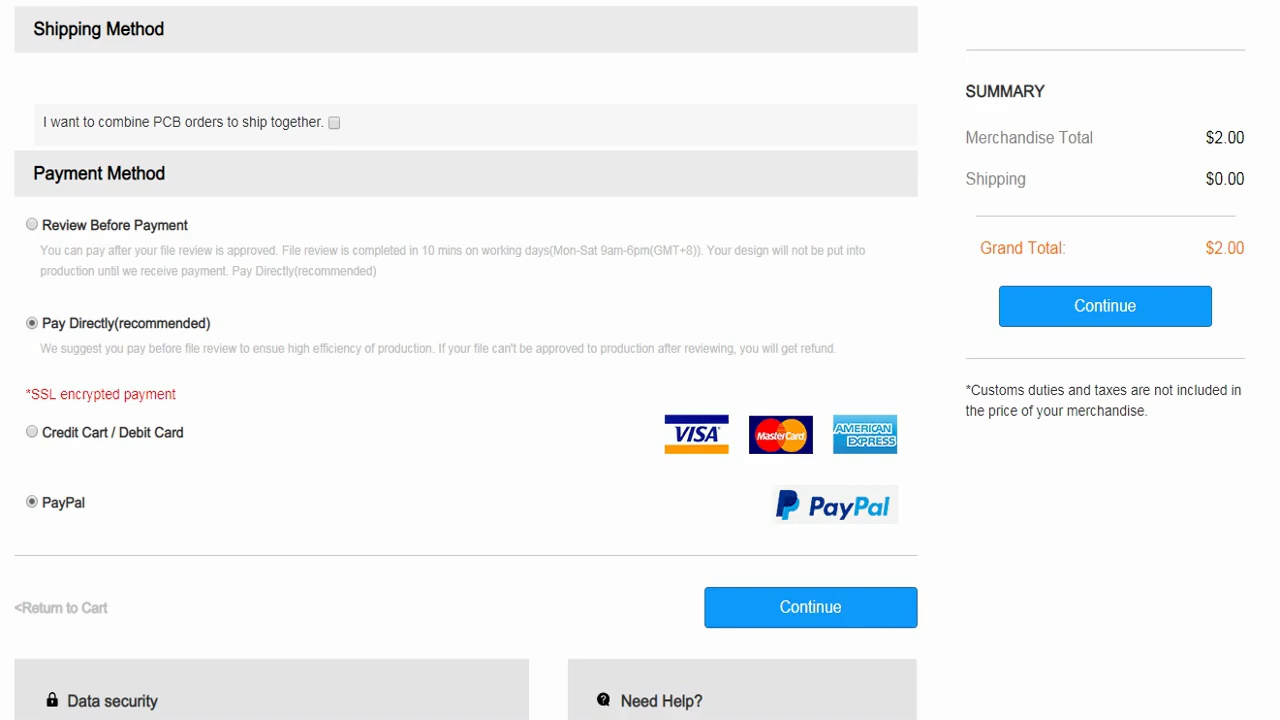 Shipping Method
I want to combine PCB orders to ship together.
Payment Method
Review Before Payment
You can pay after your file review is approved. File review is completed in 10 mins on working days(Mon-Sat 9am-6pm(GMT+8)). Your design will not be put into
production until we receive payment. Pay Directly(recommended)
Pay Directly(recommended)
We suggest you pay before file review to ensue high efficiency of production. If your file can't be approved to production after reviewing, you will get refund.
*SSL encrypted payment
Credit Cart / Debit Card
VISA
MasterCard
AMERICAN
EXPRESS
PayPal
PayPal
<Return to Cart
Continue
Data security
Need Help?
SUMMARY
Merchandise Total $2.00
Shipping $0.00
Grand Total: $2.00
Continue
*Customs duties and taxes are not included in
the price of your merchandise.